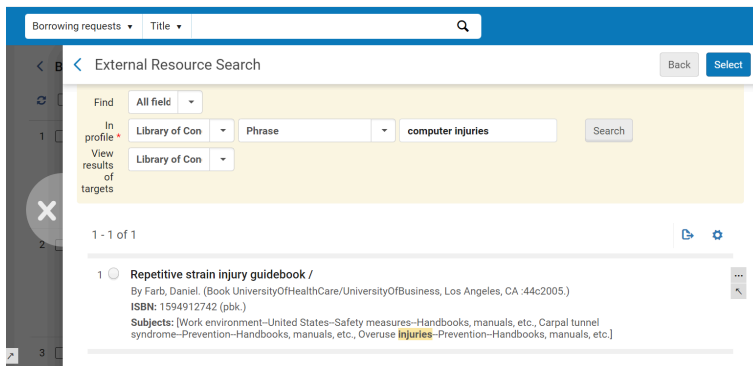 Borrowing requests Title
B External Resource Search Back Select
Find All field
In profile * Library of Con Phrase computer injuries Search
View results of targets Library of Con
1 - 1 of 1
1 Repetitive strain injury guidebook /
By Farb, Daniel. (Book UniversityOfHealthCare/UniversityOfBusiness, Los Angeles, CA :44c2005.)
ISBN: 1594912742 (pbk.)
Subjects: [Work environment--United States--Safety measures--Handbooks, manuals, etc., Carpal tunnel
syndrome--Prevention--Handbooks, manuals, etc., Overuse injuries--Prevention--Handbooks, manuals, etc.]
1
2
3